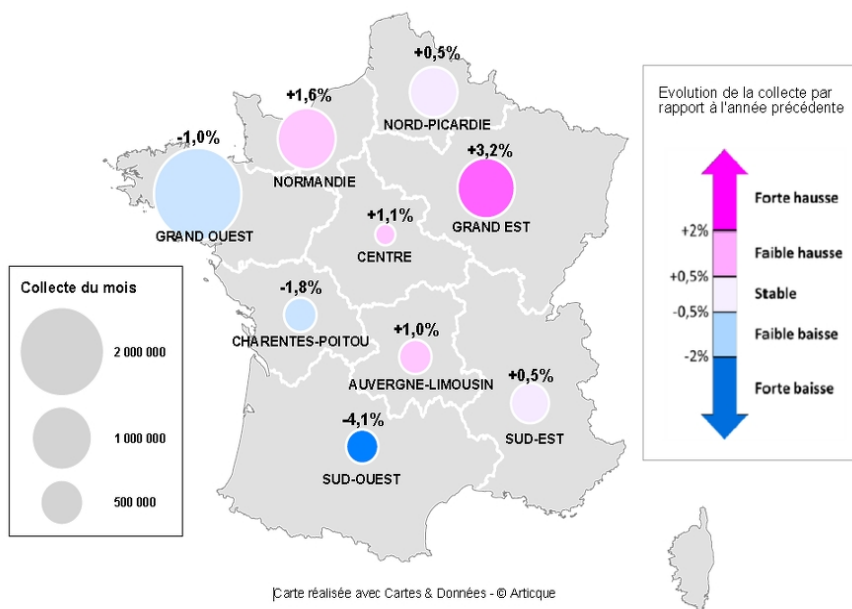 +0,5%
NORD-PICARDIE
+1,6%
NORMANDIE
-1,0%
GRAND OUEST
+3,2%
GRAND EST
+1,1%
CENTRE
-1,8%
CHARENTES-POITOU
+1,0%
AUVERGNE-LIMOUSIN
+0,5%
SUD-EST
-4,1%
SUD-OUEST
Collecte du mois
2 000 000
1 000 000
500 000
Evolution de la collecte par
rapport à l'année précédente
Forte hausse
+2%
Faible hausse
+0,5%
Stable
-0,5%
Faible baisse
-2%
Forte baisse
Carte réalisée avec Cartes & Données - © Articque